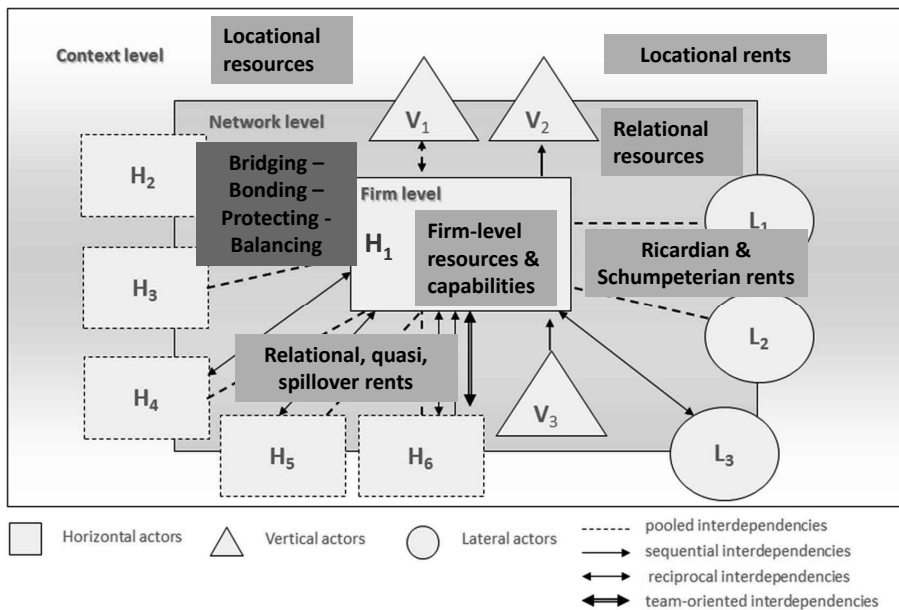 Context level
Locational
resources
Locational rents
Network level
V1
V2
Relational
resources
H2
Bridging –
Bonding –
Protecting -
Balancing
Firm level
H1
Firm-level
resources &
capabilities
L1
Ricardian &
Schumpeterian rents
H3
L2
Relational, quasi,
spillover rents
H4
V3
H5
H6
L3
Horizontal actors
Vertical actors
Lateral actors
pooled interdependencies
sequential interdependencies
reciprocal interdependencies
team-oriented interdependencies